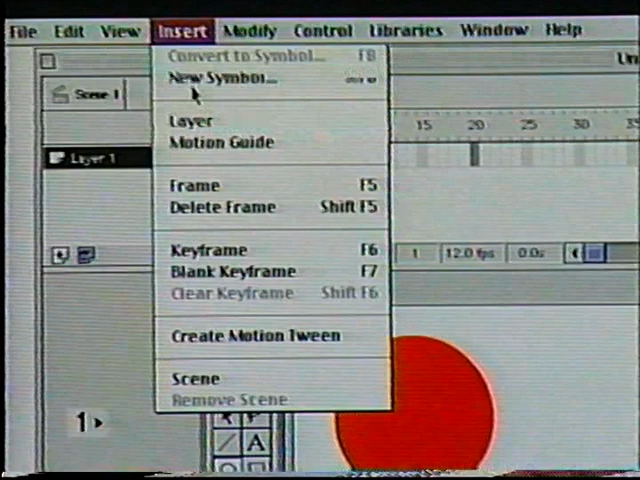 File Edit View Insert Modify Control Libraries Window Help
Convert to Symbol... F8
New Symbol...
Un
Scene 1
Layer
15 20 25 30 35
Motion Guide
Layer 1
Frame F5
Delete Frame Shift F5
Keyframe F6
1 12.0 fps 0.0s
Blank Keyframe F7
Clear Keyframe Shift F6
Create Motion Tween
Scene
Remove Scene
1
A